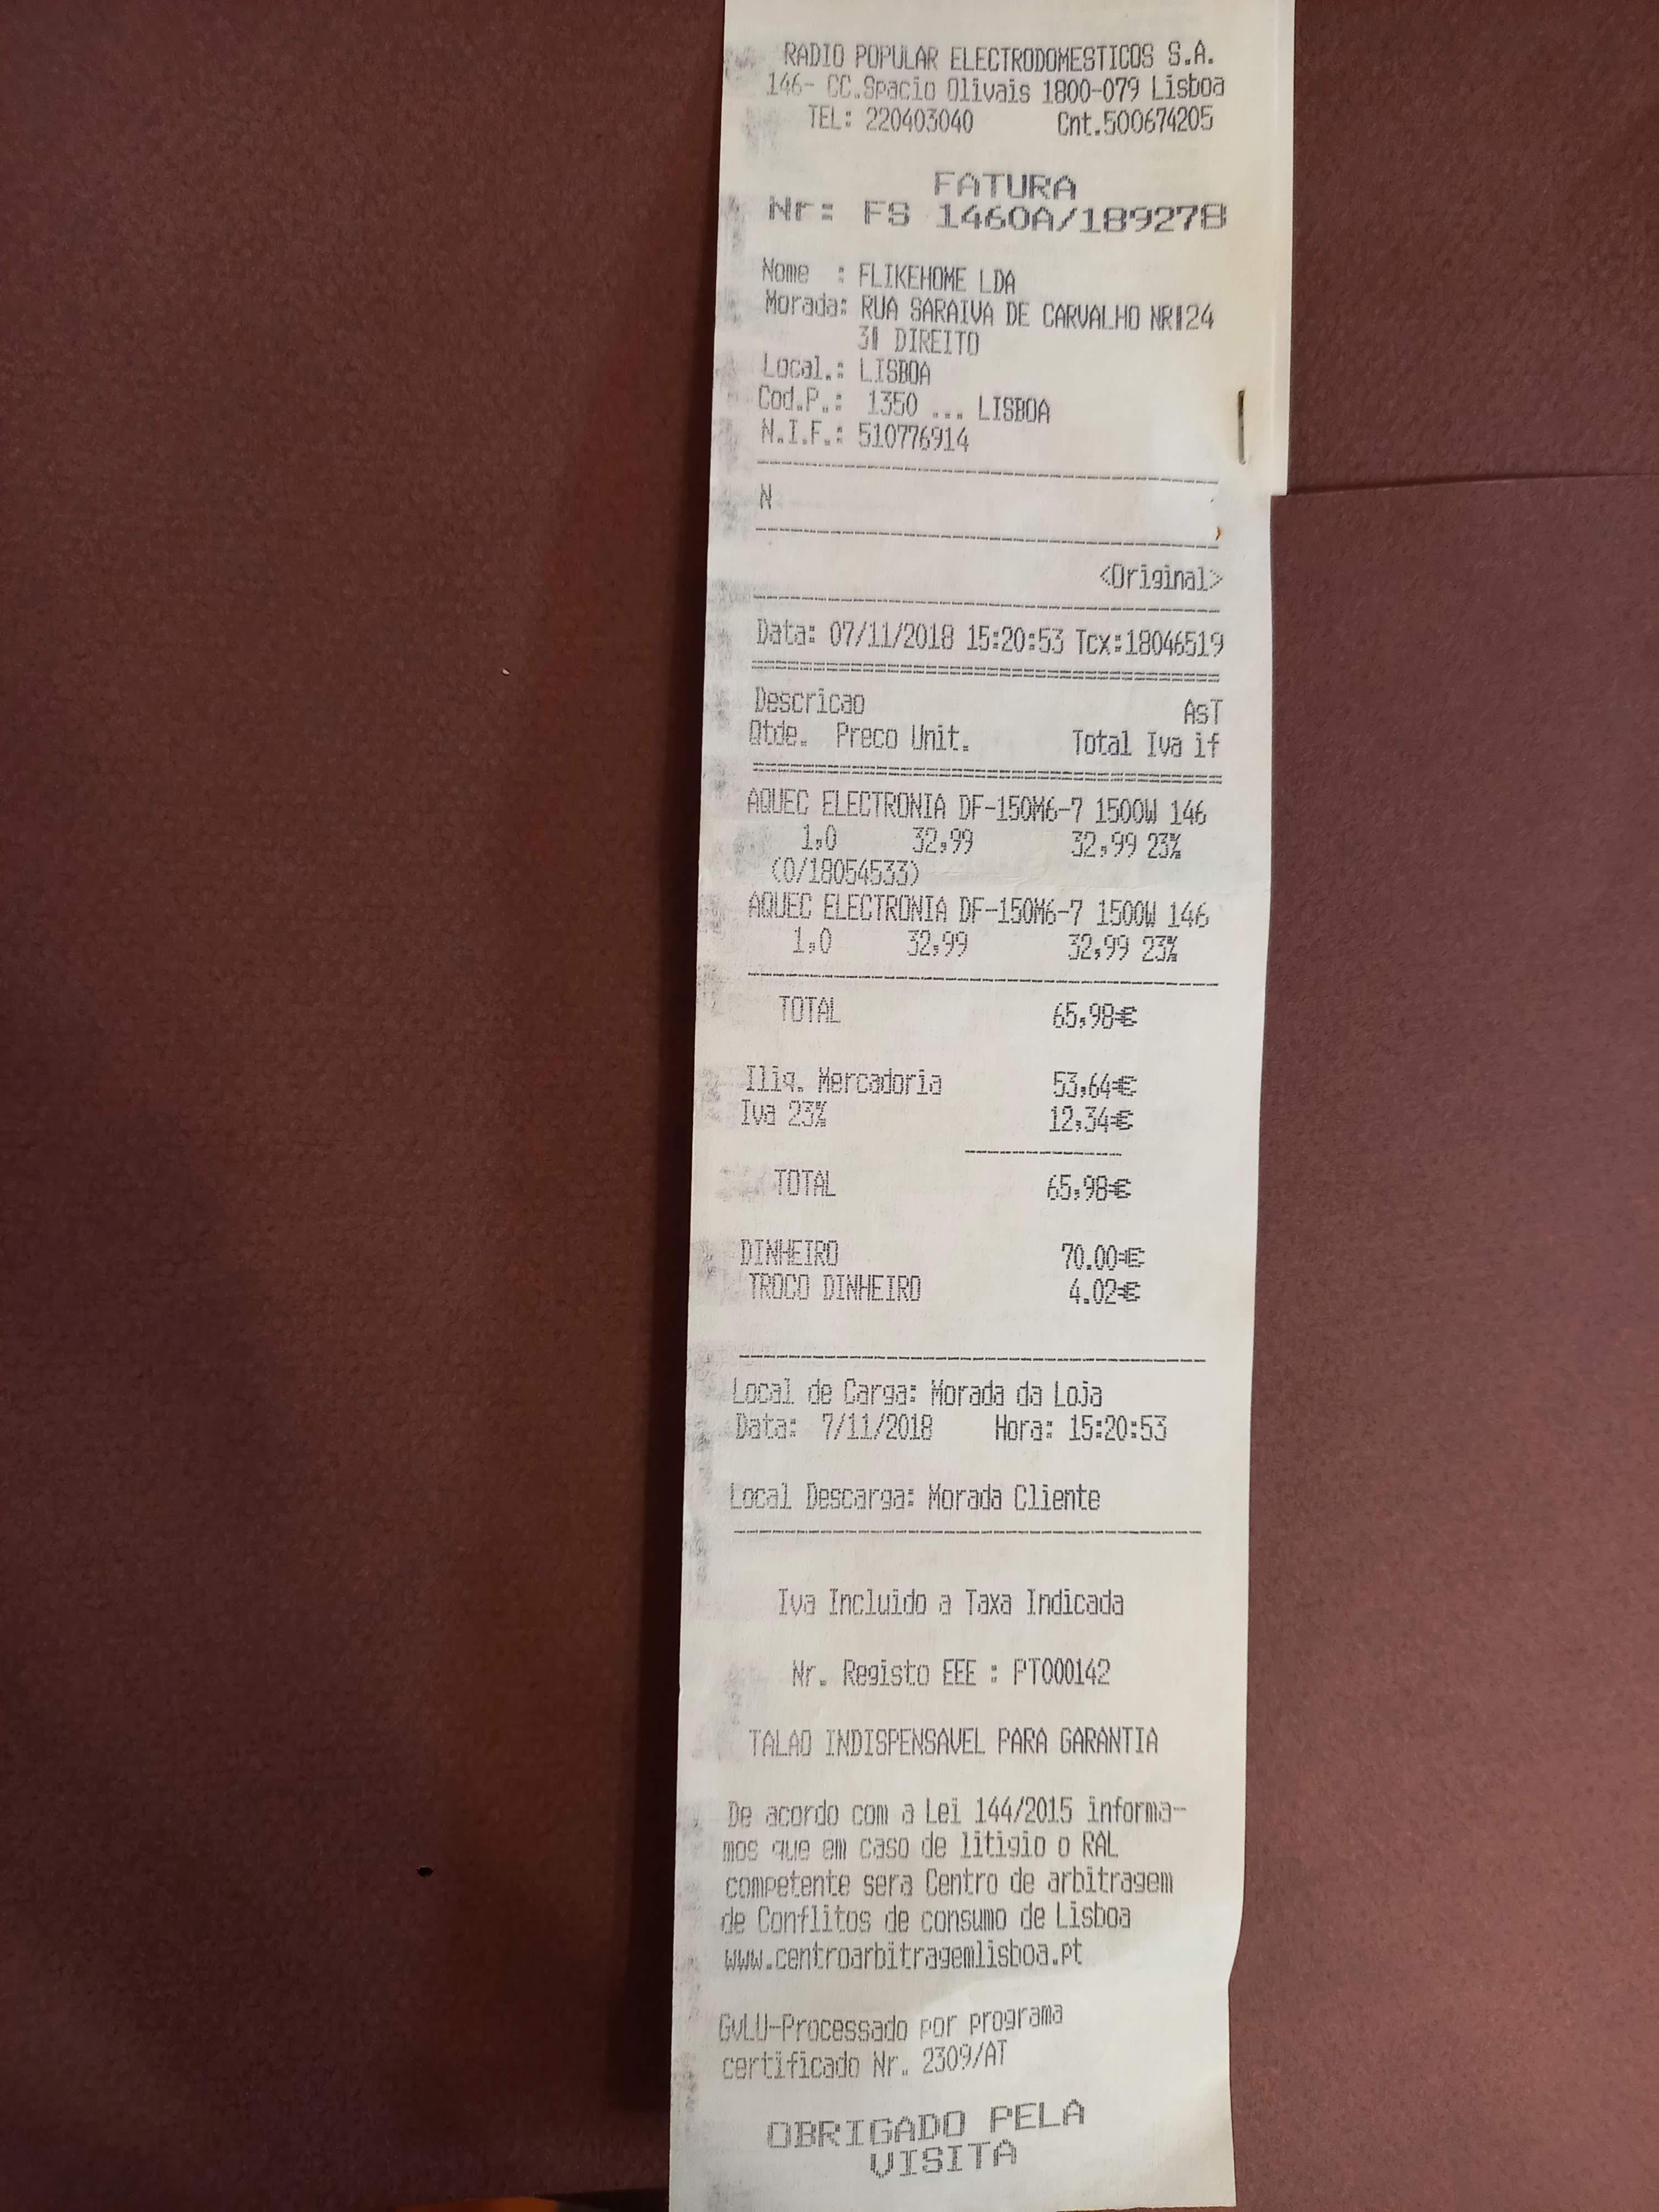 RADIO POPULAR ELECTRODOMESTICOS S.A.
146- CC.Spacio Olivais 1800-079 Lisboa
TEL: 220403040 Cnt.500674205
FATURA
Nr: FS 1460A/189278
Nome : FLIKEHOME LDA
Morada: RUA SARAIVA DE CARVALHO NR 124
3 DIREITO
Local.: LISBOA
Cod.P.: 1350 ... LISBOA
N.I.F.: 510776914
N
<Original>
Data: 07/11/2018 15:20:53 Tcx:18046519
Descricao AsT
Qtde. Preco Unit. Total Iva if
AQUEC ELECTRONIA DF-150M6-7 1500W 146
1,0 32,99 32,99 23%
(0/18054533)
AQUEC ELECTRONIA DF-150M6-7 1500W 146
1,0 32,99 32,99 23%
TOTAL 65,98€
Iliq. Mercadoria 53,64€
Iva 23% 12,34€
TOTAL 65,98€
DINHEIRO 70.00€
TROCO DINHEIRO 4.02€
Local de Carga: Morada da Loja
Data: 7/11/2018 Hora: 15:20:53
Local Descarga: Morada Cliente
Iva Incluido a Taxa Indicada
Nr. Registo EEE : PT000142
TALAO INDISPENSAVEL PARA GARANTIA
De acordo com a Lei 144/2015 informa-
mos que em caso de litigio o RAL
competente sera Centro de arbitragem
de Conflitos de consumo de Lisboa
www.centroarbitragemlisboa.pt
GvLU-Processado por programa
certificado Nr. 2309/AT
OBRIGADO PELA
VISITA